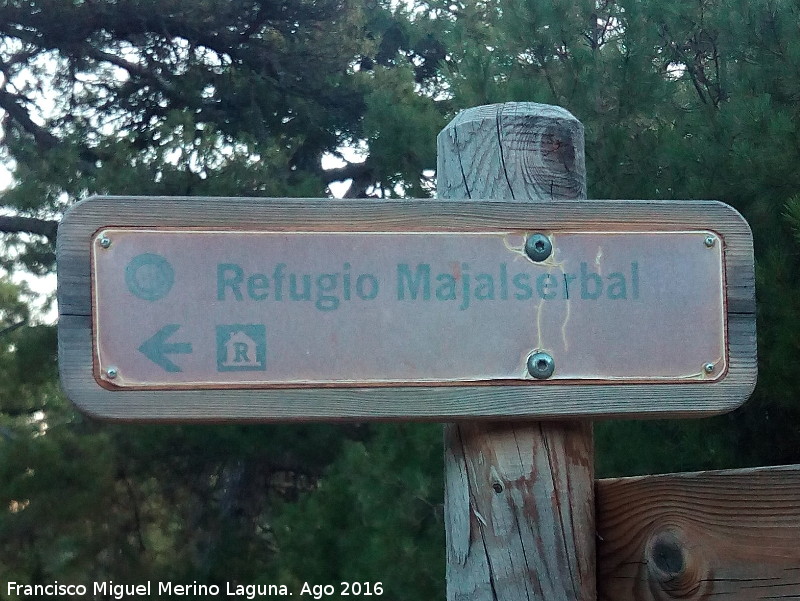 Refugio Majalserbal
R
Francisco Miguel Merino Laguna. Ago 2016